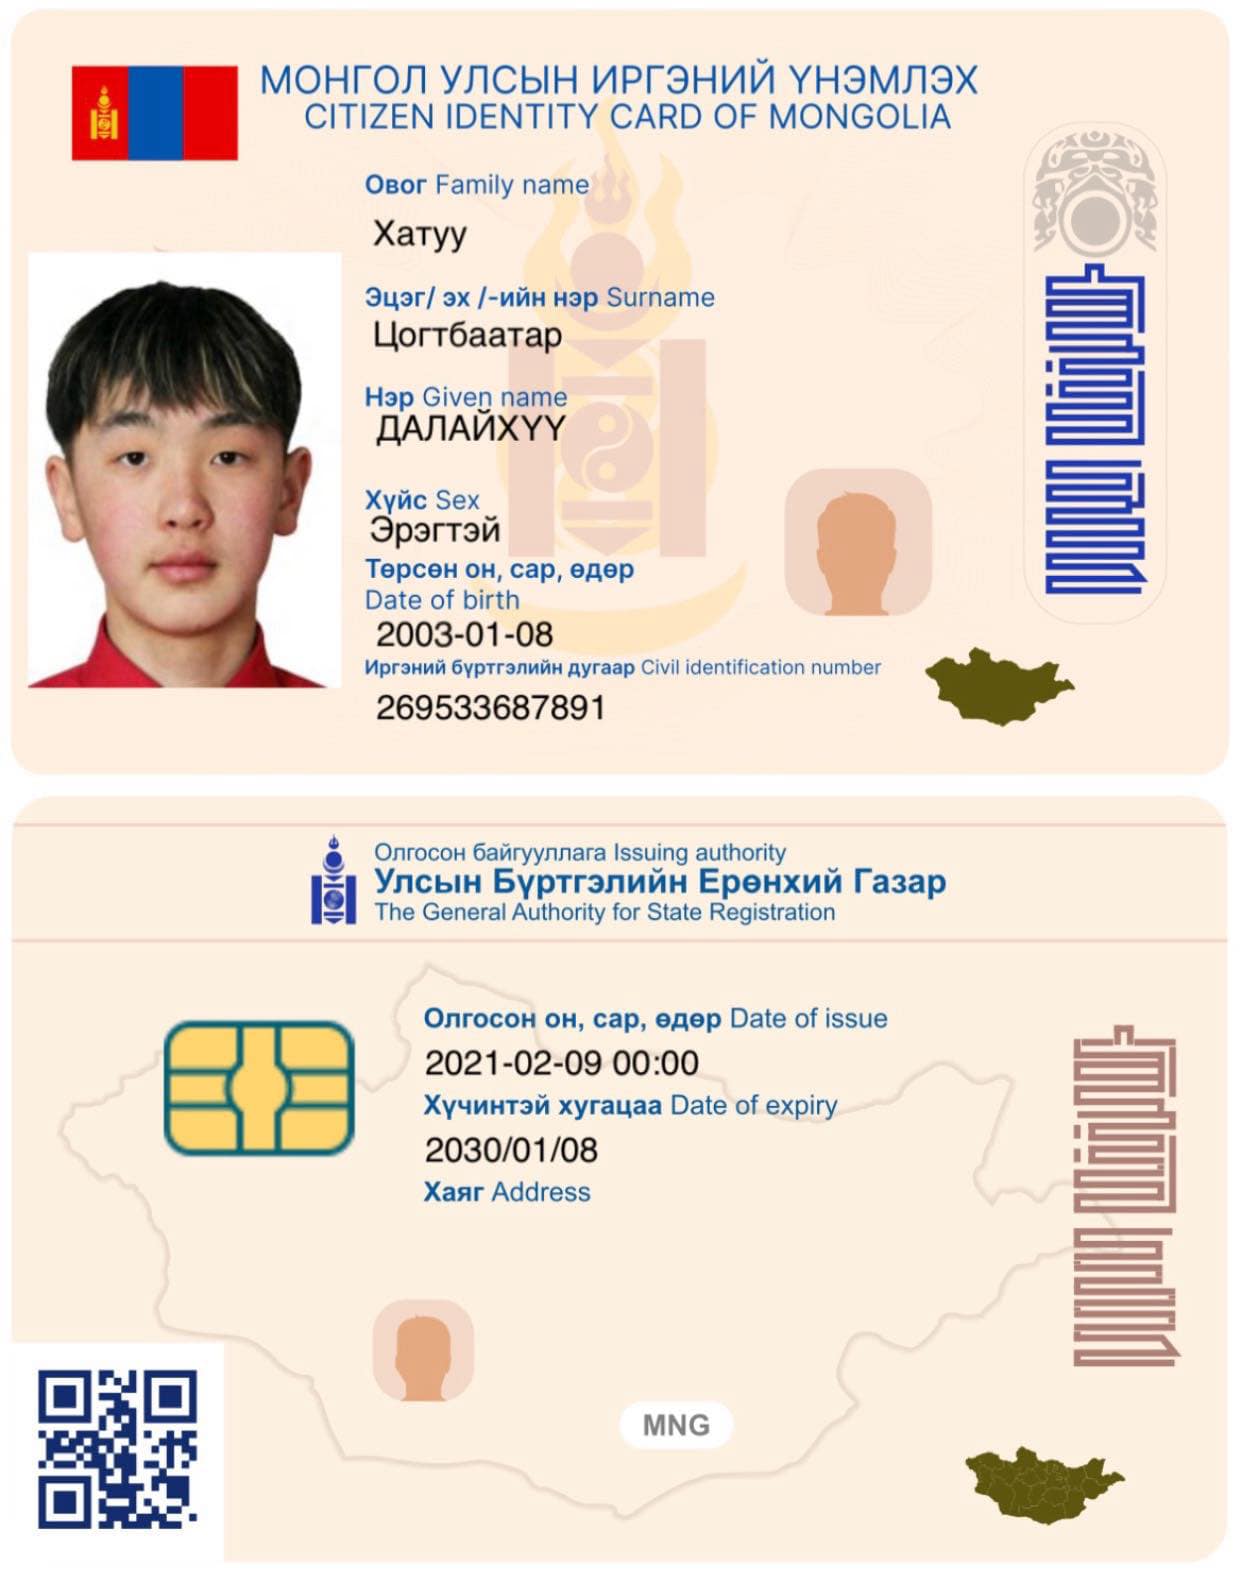 МОНГОЛ УЛСЫН ИРГЭНИЙ ҮНЭМЛЭХ
CITIZEN IDENTITY CARD OF MONGOLIA
Овог Family name
Хатуу
Эцэг/ эх /-ийн нэр Surname
Цогтбаатар
Нэр Given name
ДАЛАЙХҮҮ
Хүйс Sex
Эрэгтэй
Төрсөн он, сар, өдөр
Date of birth
2003-01-08
Иргэний бүртгэлийн дугаар Civil identification number
269533687891
Олгосон байгууллага Issuing authority
Улсын Бүртгэлийн Ерөнхий Газар
The General Authority for State Registration
Олгосон он, сар, өдөр Date of issue
2021-02-09 00:00
Хүчинтэй хугацаа Date of expiry
2030/01/08
Хаяг Address
MNG